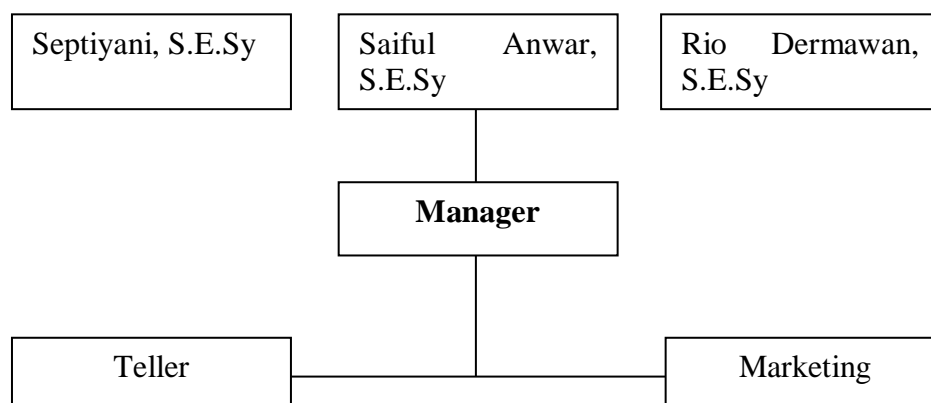 Septiyani, S.E.Sy
Saiful Anwar,
S.E.Sy
Rio Dermawan,
S.E.Sy
Manager
Teller
Marketing